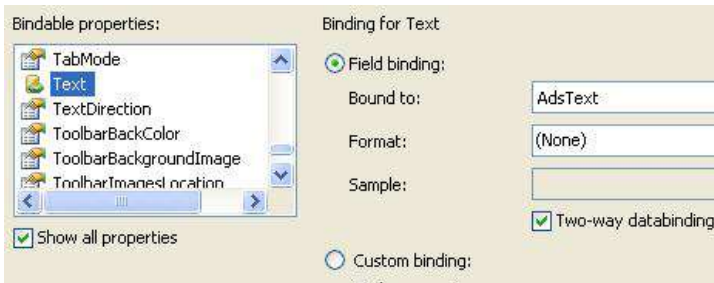 Bindable properties:
TabMode
Text
TextDirection
ToolbarBackColor
ToolbarBackgroundImage
ToolbarImagesLocation
Show all properties
Binding for Text
Field binding:
Bound to: AdsText
Format: (None)
Sample:
Two-way databinding
Custom binding: